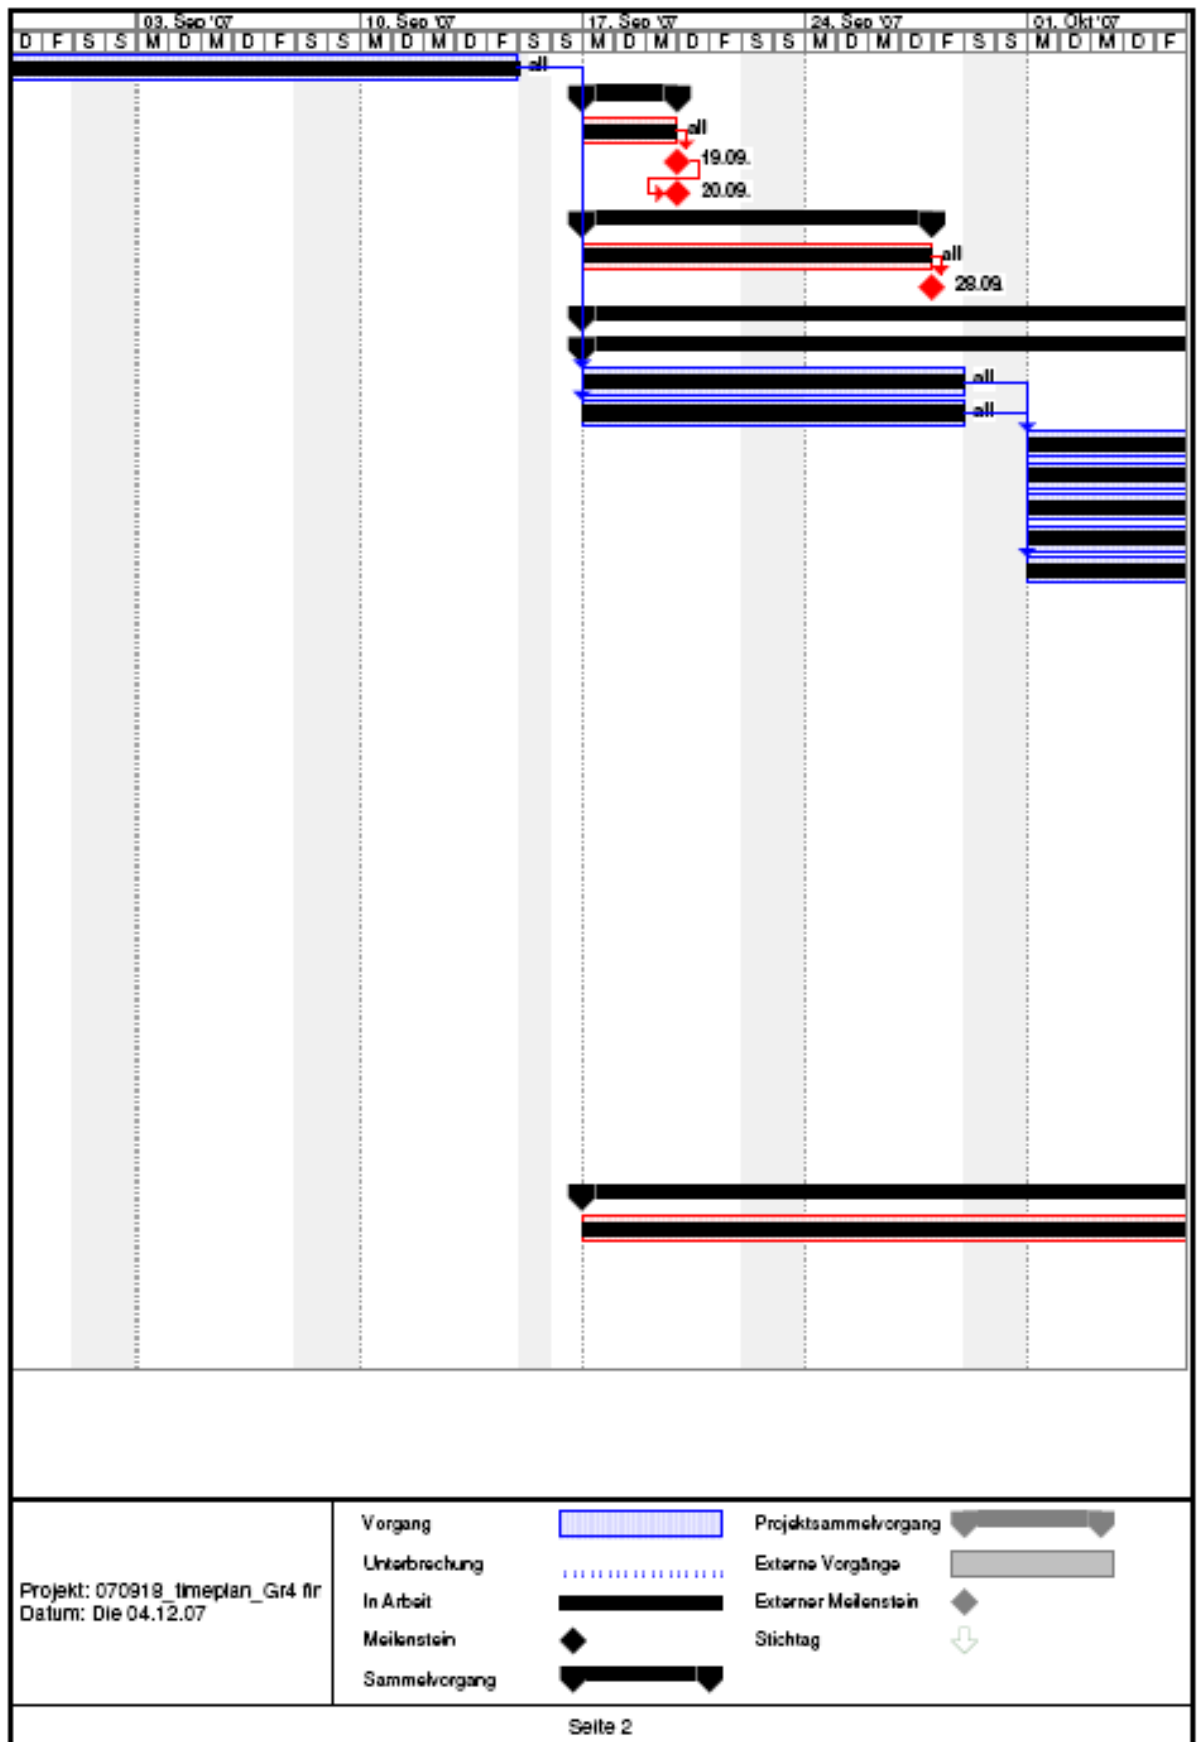 03. Sep '07 10. Sep '07 17. Sep '07 24. Sep '07 01. Okt '07
D F S S M D M D F S S M D M D F S S M D M D F S S M D M D F S S M D M D F
all
all
19.09.
20.09.
all
28.09.
all
all
Vorgang Projektsammelvorgang
Unterbrechung Externe Vorgänge
Projekt: 070918_timeplan_Gr4 fir
Datum: Die 04.12.07
In Arbeit Externer Meilenstein
Meilenstein Stichtag
Sammelvorgang
Seite 2